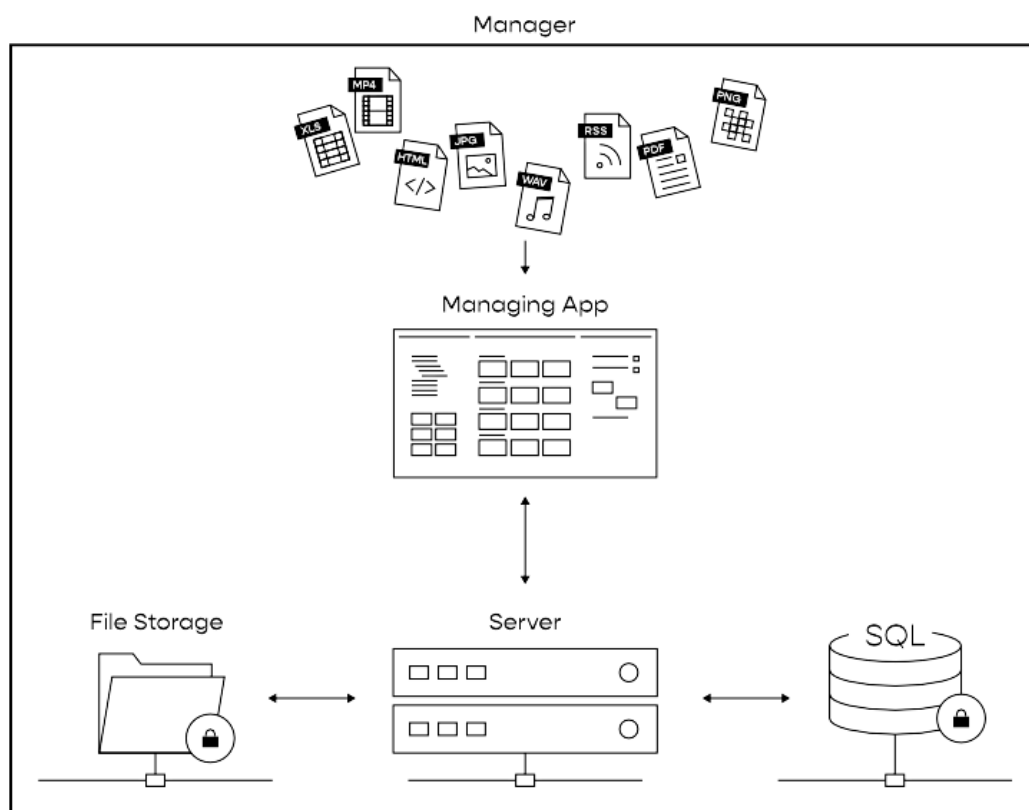 Manager
MP4
PNG
XLS
RSS
JPG
HTML
PDF
WAV
Managing App
File Storage
Server
SQL